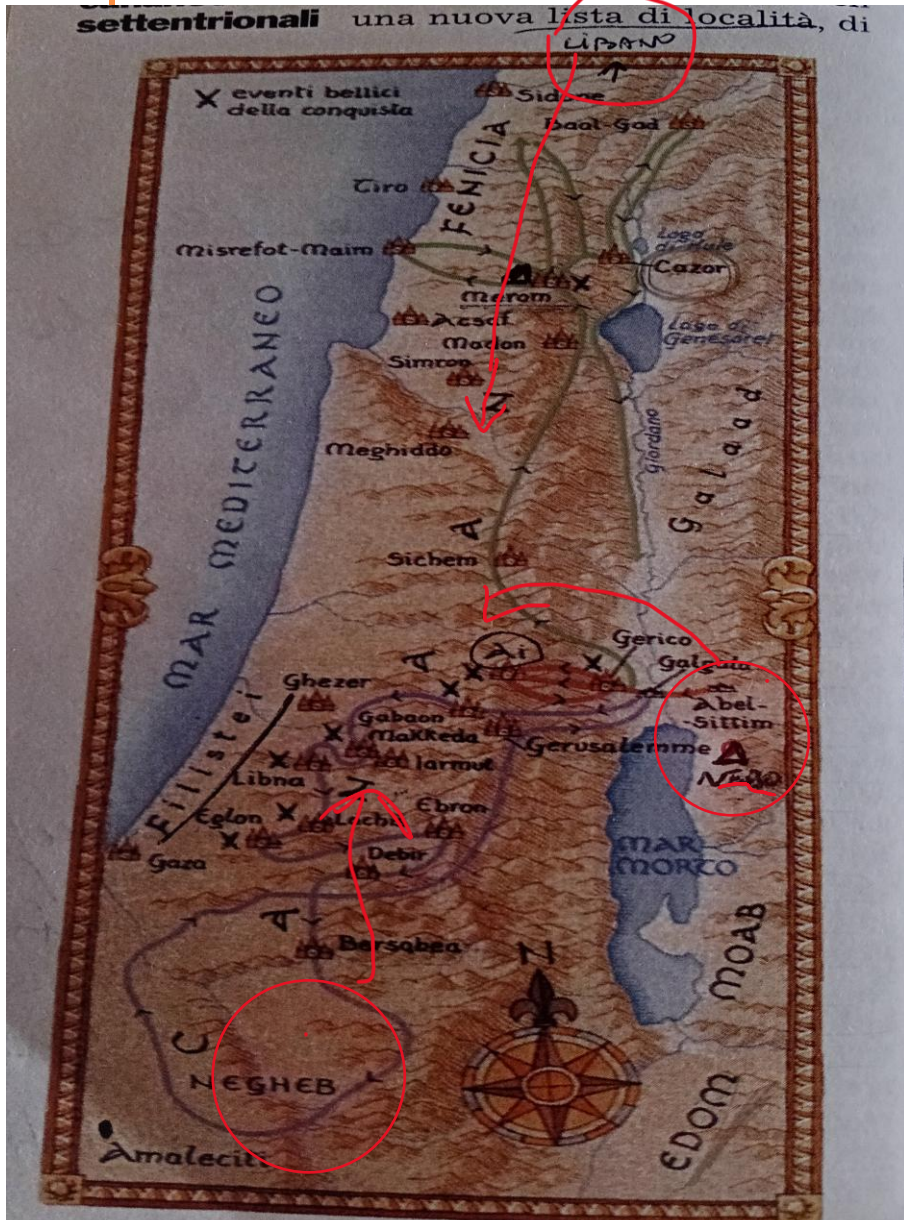 settentrionali
una nuova lista di località, di
LIBANO
eventi bellici
della conquista
Sidone
Baal-Gad
FENICIA
Tiro
Misrefot-Maim
Lago
di Hule
Cazor
Merom
Acsaf
Lago di
Genesaret
Madon
Simron
Meghiddo
MAR MEDITERRANEO
Giordano
Galaad
Sichem
CANAAN
Ai
Gerico
Galgala
Abel-
-Sittim
NEBO
Ghezer
Filistei
Gabaon
Makkeda
Gerusalemme
Iarmut
Libna
Eglon
Ebron
Debir
Gaza
MAR
MORTO
Bersabea
N
MOAB
NEGHEB
EDOM
Amaleciti